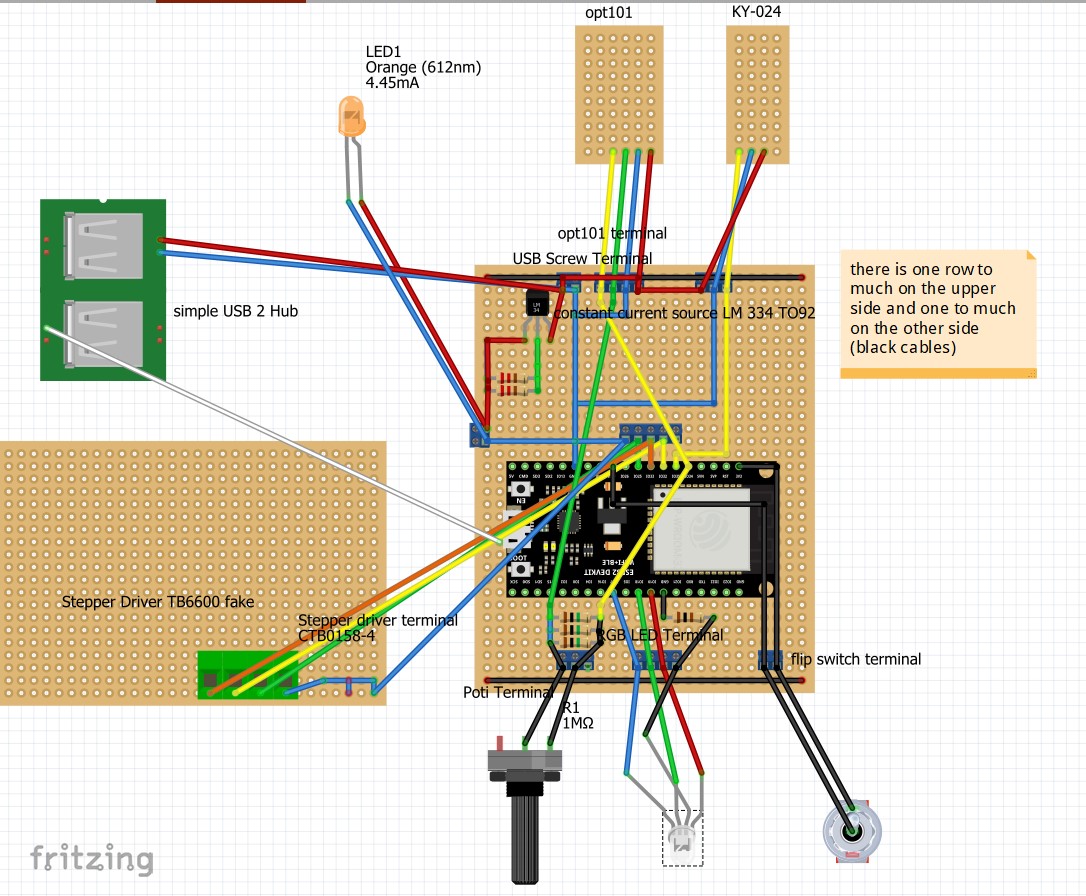 opt101
KY-024
LED1
Orange (612nm)
4.45mA
opt101 terminal
USB Screw Terminal
there is one row to
much on the upper
side and one to much
on the other side
(black cables)
simple USB 2 Hub
LM
constant current source LM 334 TO92
EN
BOOT
ESP32 DEVKIT
WIFI-BLE
Stepper Driver TB6600 fake
Stepper driver terminal
CTB0158-4
RGB LED Terminal
flip switch terminal
Poti Terminal
R1
1MΩ
fritzing